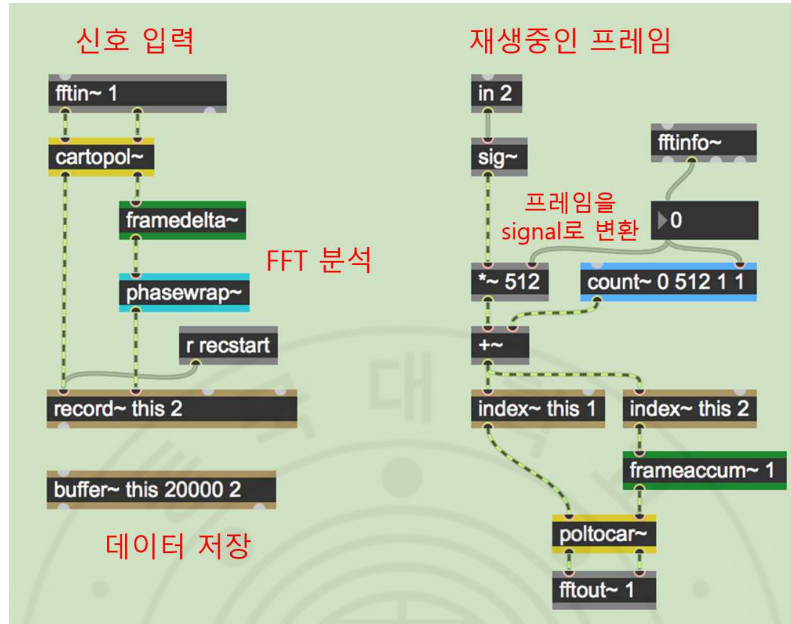 신호 입력
재생중인 프레임
fftin~ 1
in 2
fftinfo~
cartopol~
sig~
framedelta~
프레임을
signal로 변환
0
FFT 분석
phasewrap~
*~ 512
count~ 0 512 1 1
r recstart
+~
record~ this 2
index~ this 1
index~ this 2
buffer~ this 20000 2
frameaccum~ 1
데이터 저장
poltocar~
fftout~ 1